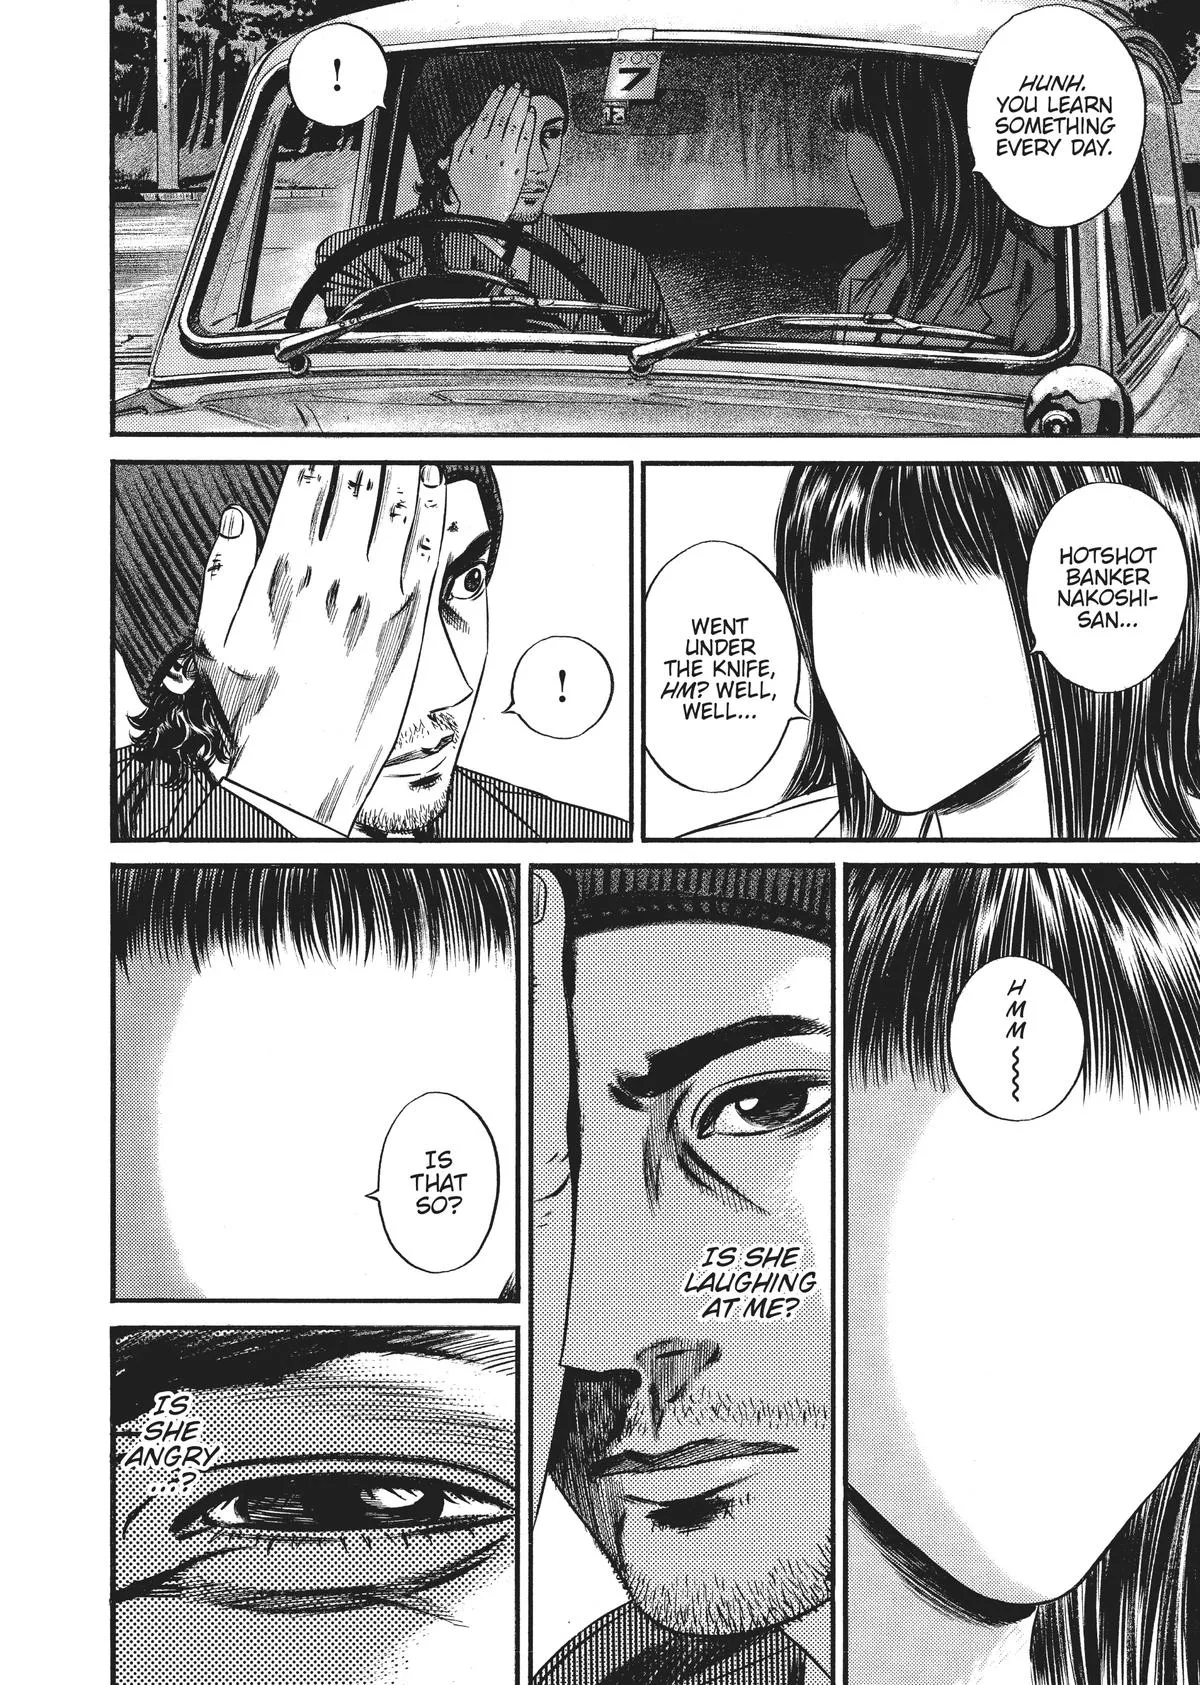 HUNH.
YOU LEARN
SOMETHING
EVERY DAY.
7
12
!
HOTSHOT
BANKER
NAKOSHI-
SAN...
WENT
UNDER
THE KNIFE,
HM? WELL,
WELL...
!
HMM
IS SHE
LAUGHING
AT ME?
IS
THAT
SO?
IS
SHE
ANGRY
...?